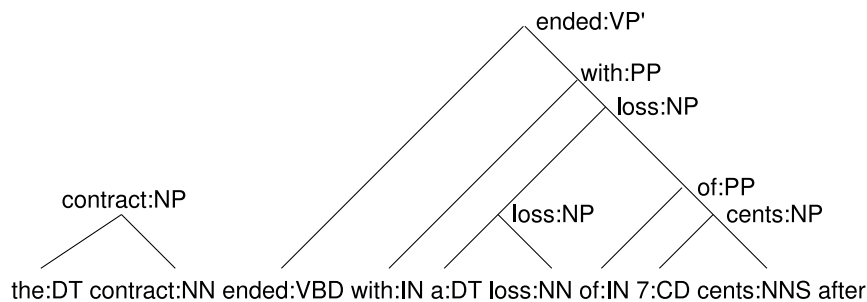 ended:VP'
with:PP
loss:NP
of:PP
contract:NP
loss:NP
cents:NP
the:DT contract:NN ended:VBD with:IN a:DT loss:NN of:IN 7:CD cents:NNS after